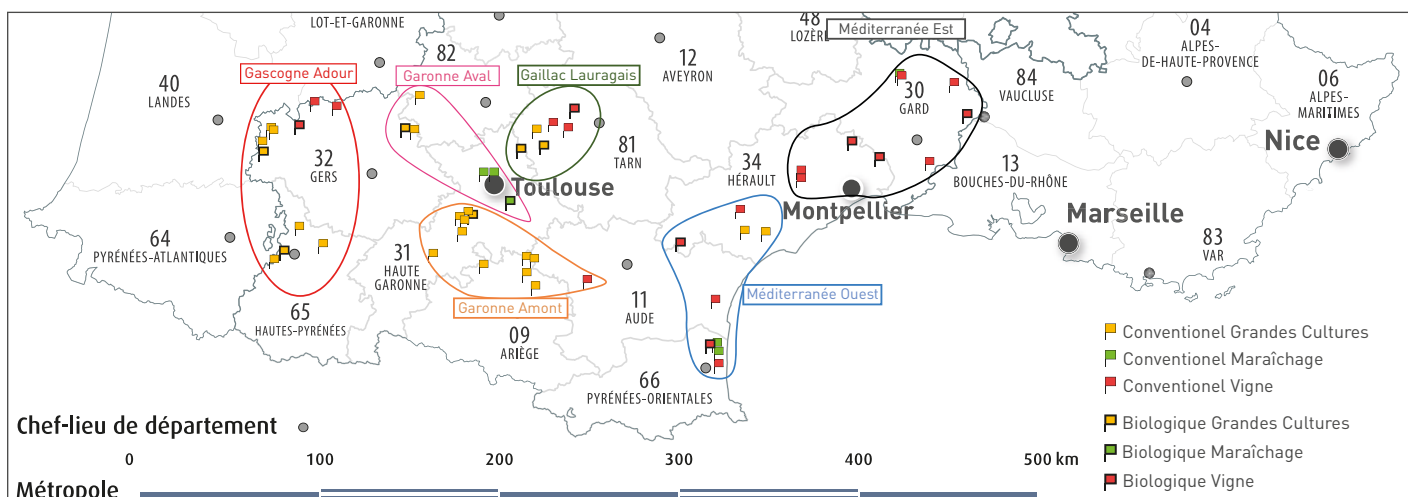 LOT-ET-GARONNE
48
LOZÈRE
Méditerranée Est
04
ALPES-
DE-HAUTE-PROVENCE
82
12
AVEYRON
Gascogne Adour
Garonne Aval
Gaillac Lauragais
40
LANDES
30
GARD
84
VAUCLUSE
06
ALPES-
MARITIMES
Nice
32
GERS
81
TARN
34
HÉRAULT
13
BOUCHES-DU-RHÔNE
Toulouse
Montpellier
Marseille
64
PYRÉNÉES-ATLANTIQUES
31
HAUTE
GARONNE
83
VAR
Garonne Amont
11
AUDE
Méditerranée Ouest
65
HAUTES-PYRÉNÉES
09
ARIÈGE
66
PYRÉNÉES-ORIENTALES
Conventionel Grandes Cultures
Conventionel Maraîchage
Conventionel Vigne
Biologique Grandes Cultures
Biologique Maraîchage
Biologique Vigne
Chef-lieu de département
0 100 200 300 400 500 km
Métropole